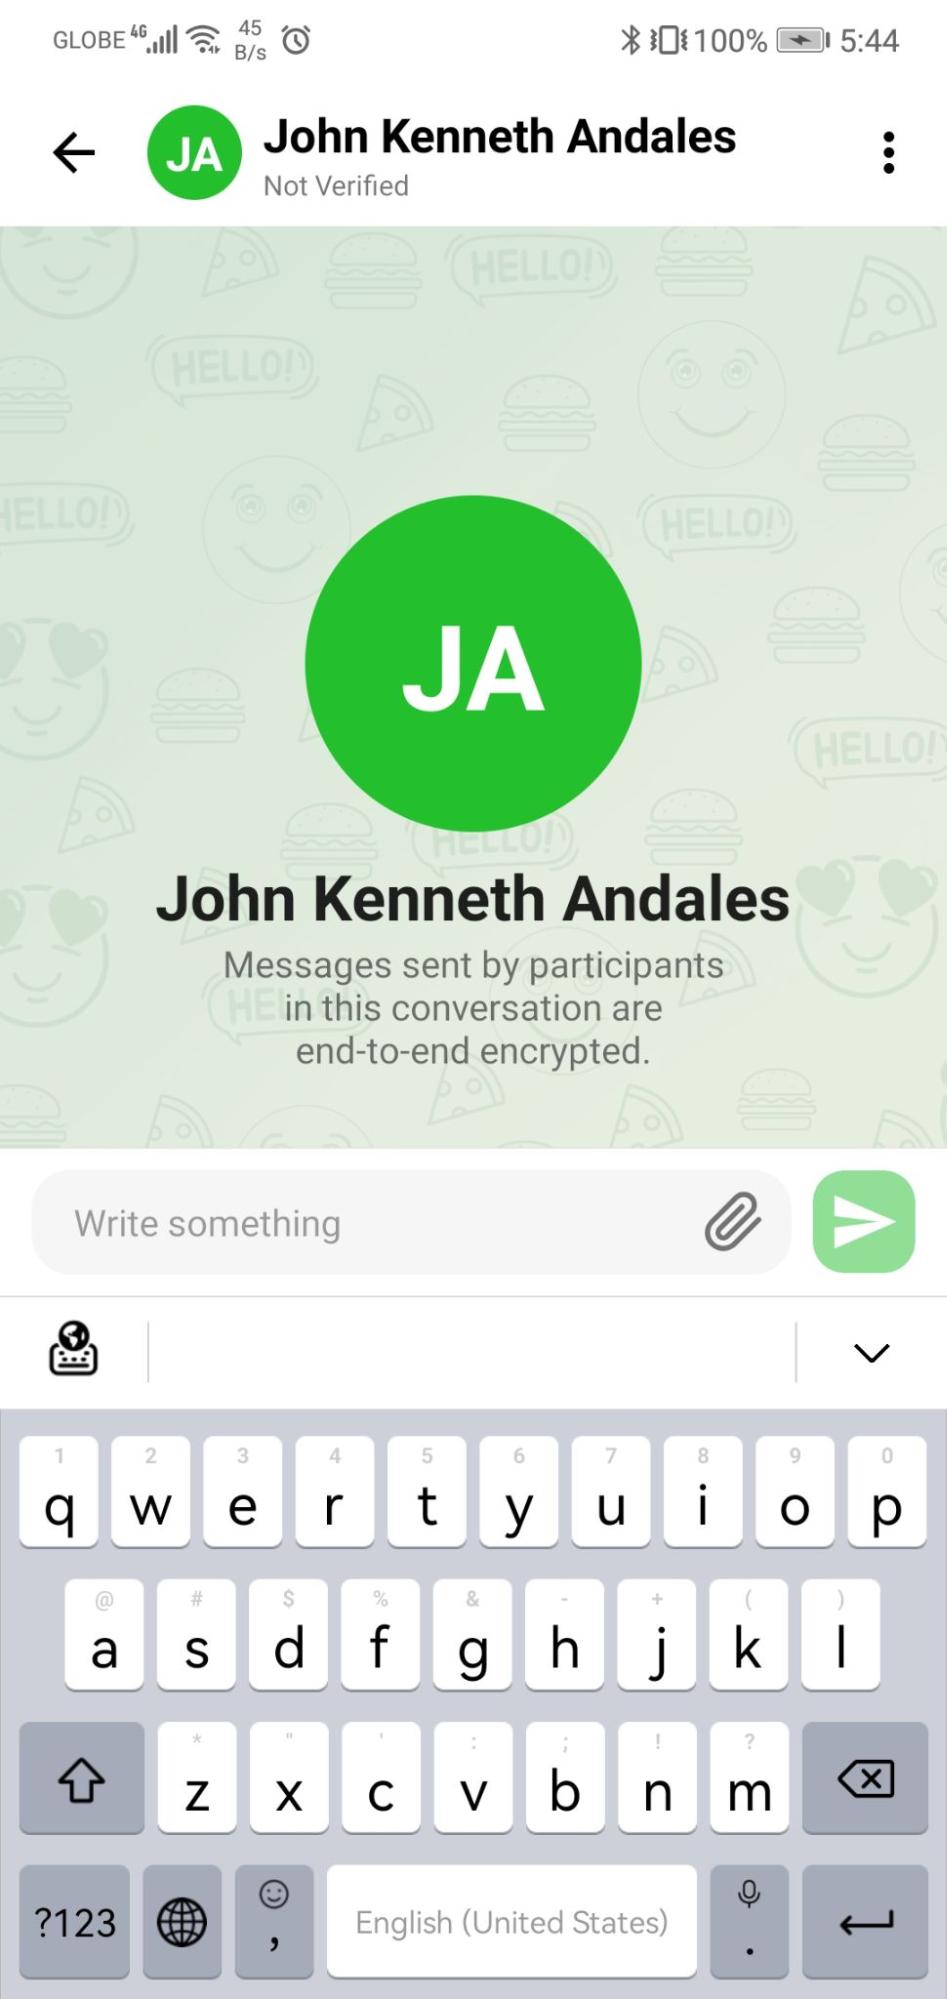 GLOBE 4G 45 B/s 100% 5:44
JA John Kenneth Andales
Not Verified
HELLO!
HELLO!
HELLO!
HELLO!
JA
HELLO!
HELLO!
John Kenneth Andales
Messages sent by participants
HELLO!
in this conversation are
end-to-end encrypted.
Write something
1 2 3 4 5 6 7 8 9 0
q w e r t y u i o p
@ # $ % & - + ( )
a s d f g h j k l
* " ' : ; ! ?
z x c v b n m
?123 , English (United States) .